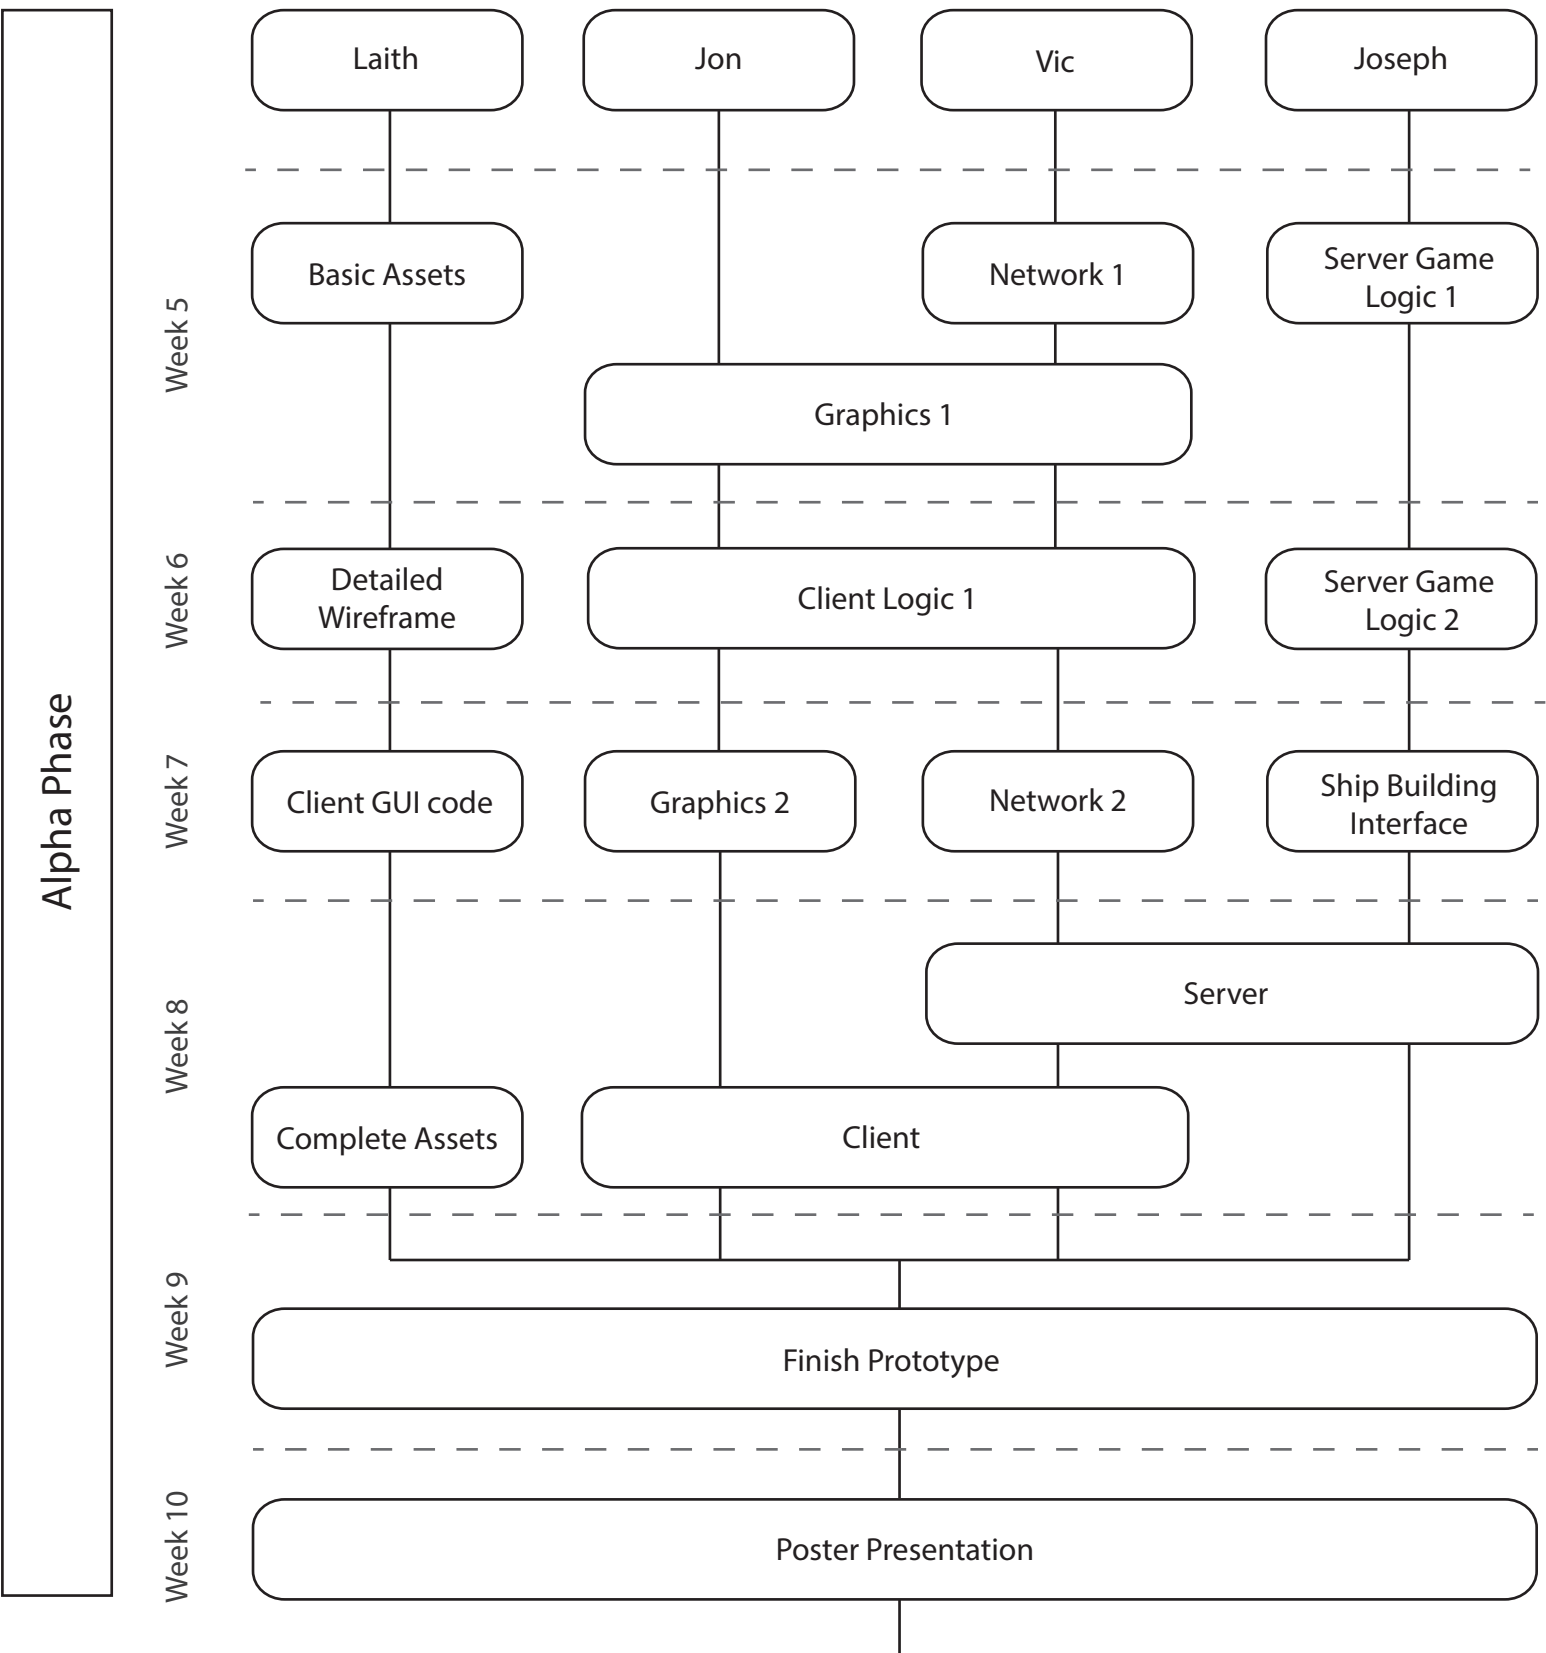 Alpha Phase
Laith
Jon
Vic
Joseph
Week 5
Basic Assets
Network 1
Server Game
Logic 1
Graphics 1
Week 6
Detailed
Wireframe
Client Logic 1
Server Game
Logic 2
Week 7
Client GUI code
Graphics 2
Network 2
Ship Building
Interface
Week 8
Server
Complete Assets
Client
Week 9
Finish Prototype
Week 10
Poster Presentation